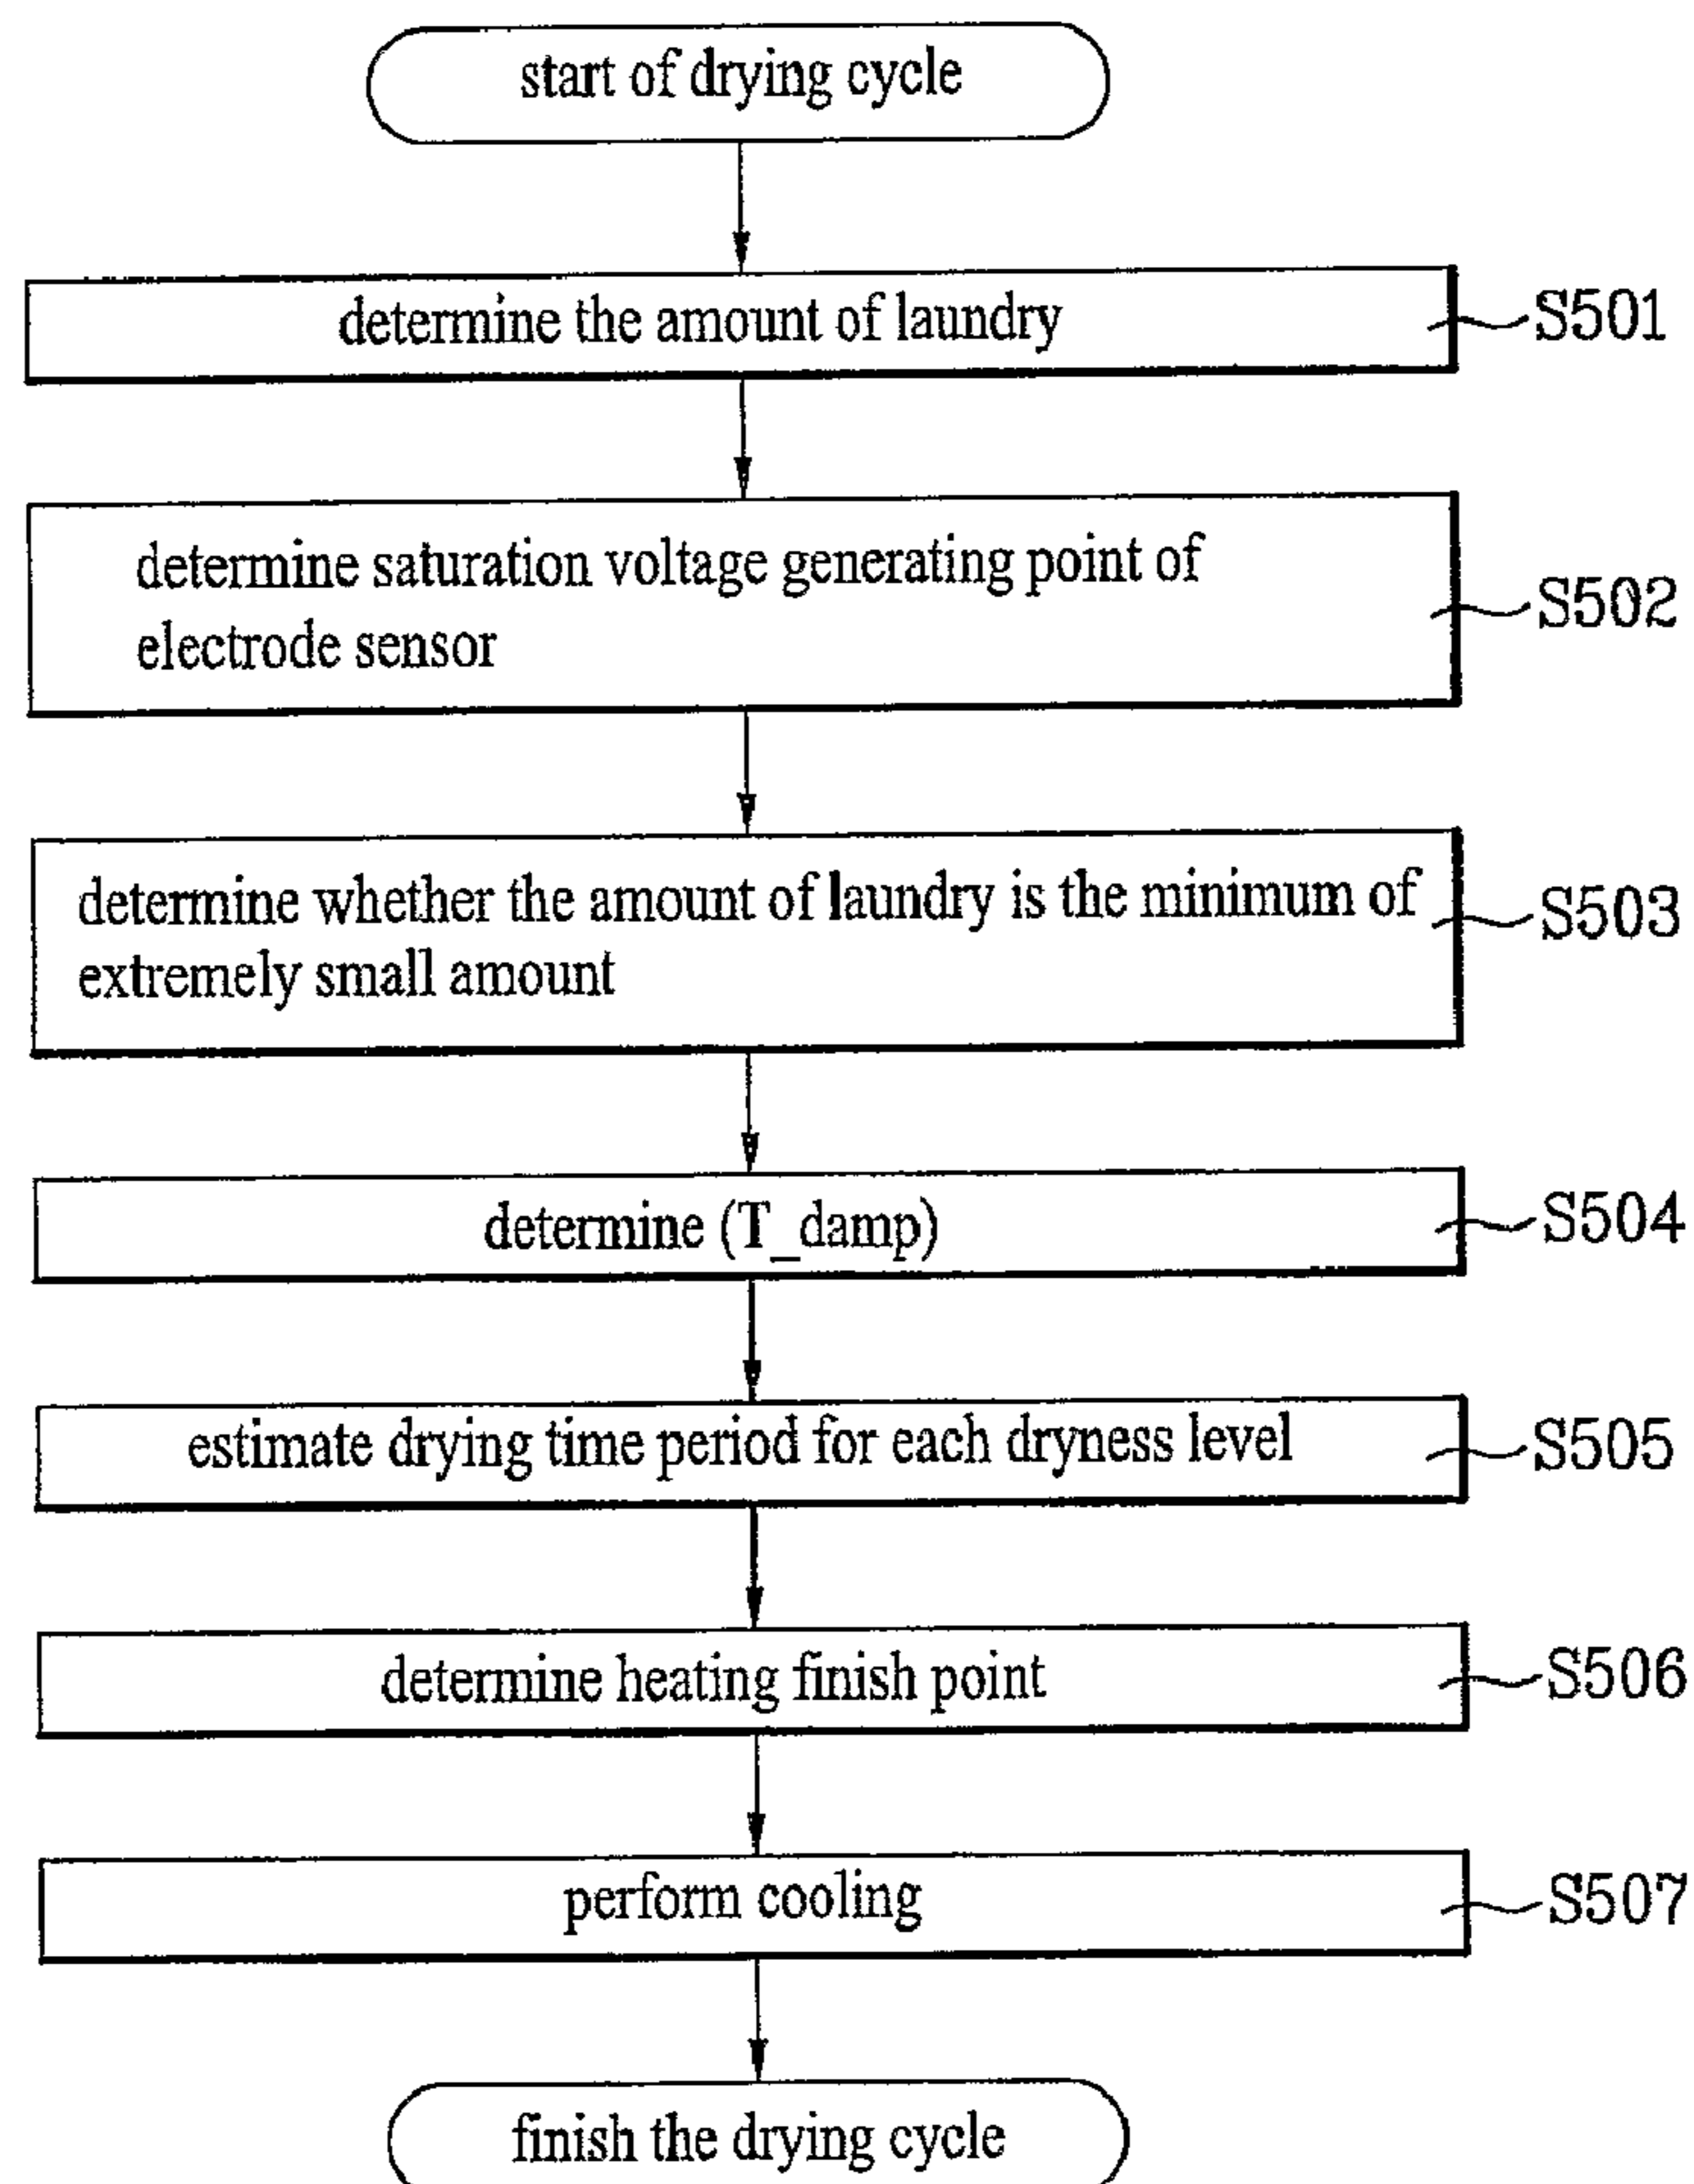 start of drying cycle
determine the amount of laundry
S501
determine saturation voltage generating point of
electrode sensor
S502
determine whether the amount of laundry is the minimum of
extremely small amount
S503
determine (T_damp)
S504
estimate drying time period for each dryness level
S505
determine heating finish point
S506
perform cooling
S507
finish the drying cycle